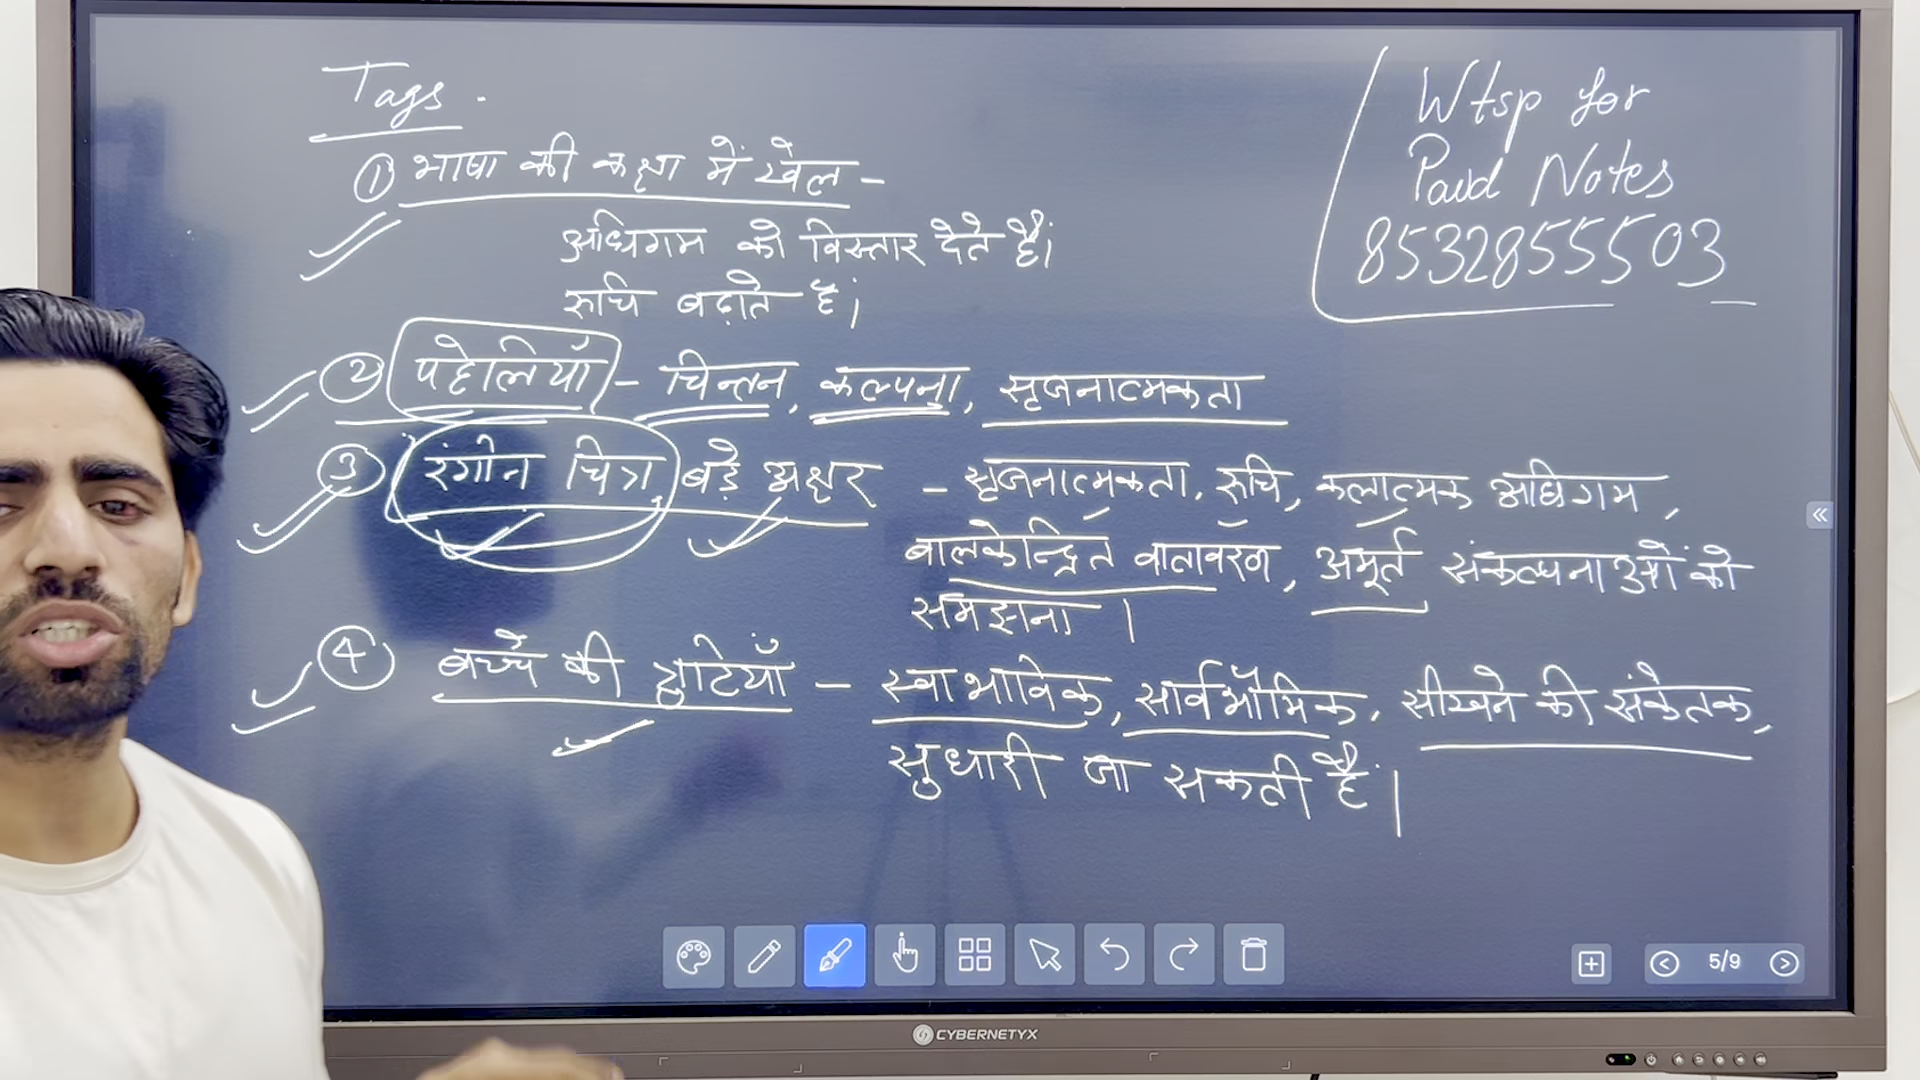 Tags.
① भाषा की कक्षा में खेल -
अधिगम को विस्तार देते हैं।
रूचि बढ़ाते हैं।
② पहेलियाँ - चिन्तन, कल्पना, सृजनात्मकता
③ रंगीन चित्र, बड़े अक्षर - सृजनात्मकता, रूचि, कलात्मक अधिगम,
बालकेन्द्रित वातावरण, अमूर्त संकल्पनाओं को
समझना।
④ बच्चे की त्रुटियाँ - स्वाभाविक, सार्वभौमिक, सीखने की संकेतक,
सुधारी जा सकती हैं।
Wtsp for
Paid Notes
8532855503
5/9
CYBERNETYX